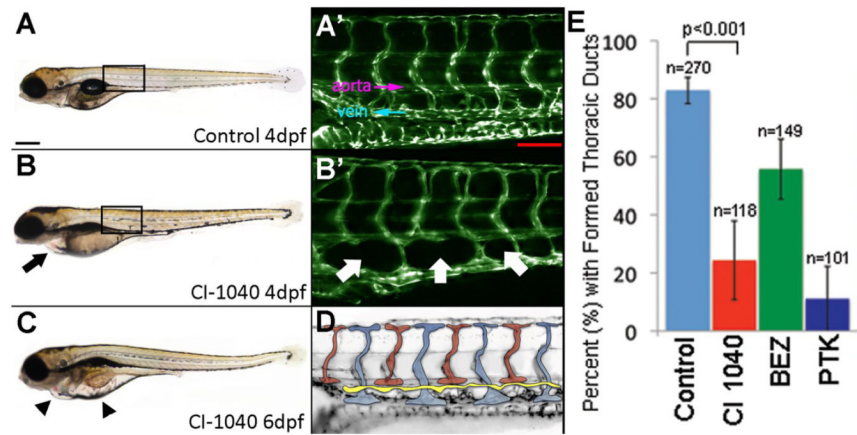 A
Control 4dpf
A'
aorta
vein
B
CI-1040 4dpf
B'
C
CI-1040 6dpf
D
E
Percent (%) with Formed Thoracic Ducts
100
80
60
40
20
0
p<0.001
n=270
n=118
n=149
n=101
Control
CI 1040
BEZ
PTK